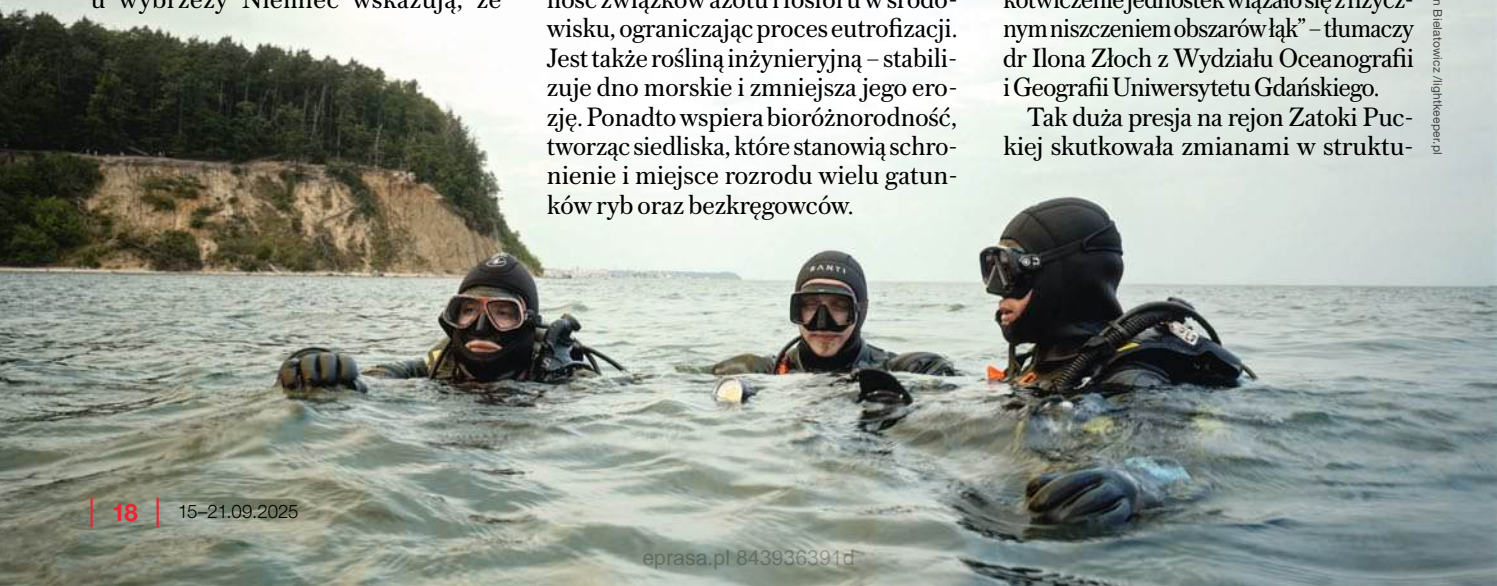 u wybrzeży Niemiec wskazują, że
ność związków azotu i fosforu w środo-
wisku, ograniczając proces eutrofizacji.
Jest także rośliną inżynieryjną – stabili-
zuje dno morskie i zmniejsza jego ero-
zję. Ponadto wspiera bioróżnorodność,
tworząc siedliska, które stanowią schro-
nienie i miejsce rozrodu wielu gatun-
ków ryb oraz bezkręgowców.
kotwiczenie jednostek wiązało się z fizycz-
nym niszczeniem obszarów łąk” – tłumaczy
dr Ilona Złoch z Wydziału Oceanografii
i Geografii Uniwersytetu Gdańskiego.
Tak duża presja na rejon Zatoki Puc-
kiej skutkowała zmianami w struktu-
n Bielatowicz /lightkeeper.pl
SANTI
18
15–21.09.2025
eprasa.pl 843936391d